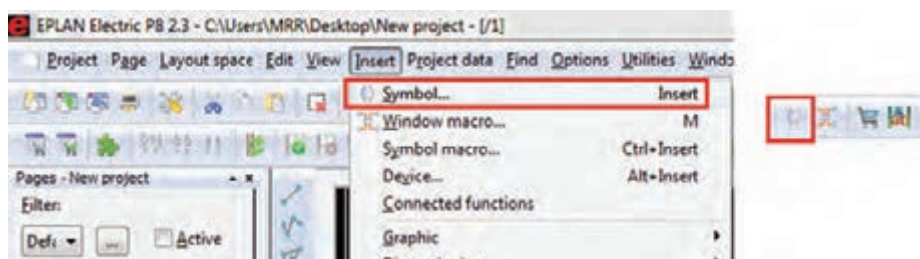 EPLAN Electric P8 2.3 - C:\Users\MRR\Desktop\New project - [/1]
Project Page Layout space Edit View Insert Project data Find Options Utilities
Symbol... Insert
Window macro... M
Symbol macro... Ctrl+Insert
Device... Alt+Insert
Connected functions
Graphic
Pages - New project
Filter:
... Active